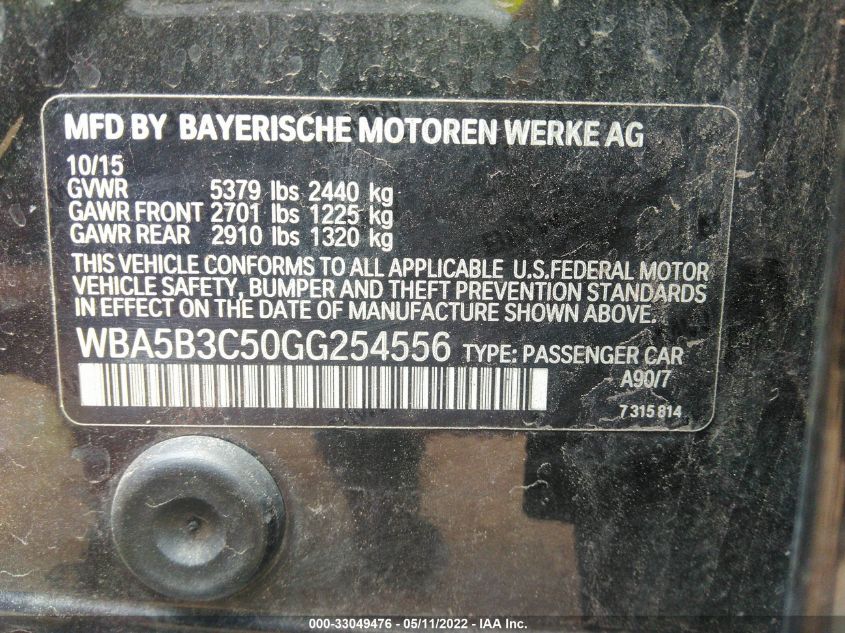 MFD BY BAYERISCHE MOTOREN WERKE AG
10/15
GVWR 5379 lbs 2440 kg
GAWR FRONT 2701 lbs 1225 kg
GAWR REAR 2910 lbs 1320 kg
THIS VEHICLE CONFORMS TO ALL APPLICABLE U.S.FEDERAL MOTOR
VEHICLE SAFETY, BUMPER AND THEFT PREVENTION STANDARDS
IN EFFECT ON THE DATE OF MANUFACTURE SHOWN ABOVE.
WBA5B3C50GG254556 TYPE: PASSENGER CAR
A90/7
7 315 814
000-33049476 - 05/11/2022 - IAA Inc.